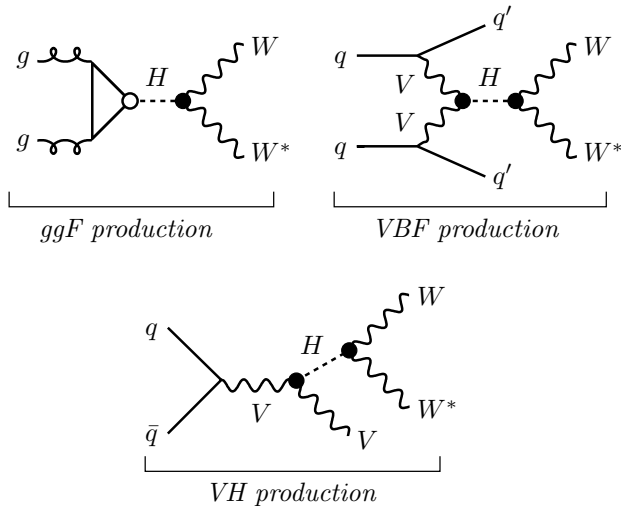 g
g
H
W
W*
ggF production
q
q
V
V
H
q′
q′
W
W*
VBF production
q
q̄
V
H
V
W
W*
VH production